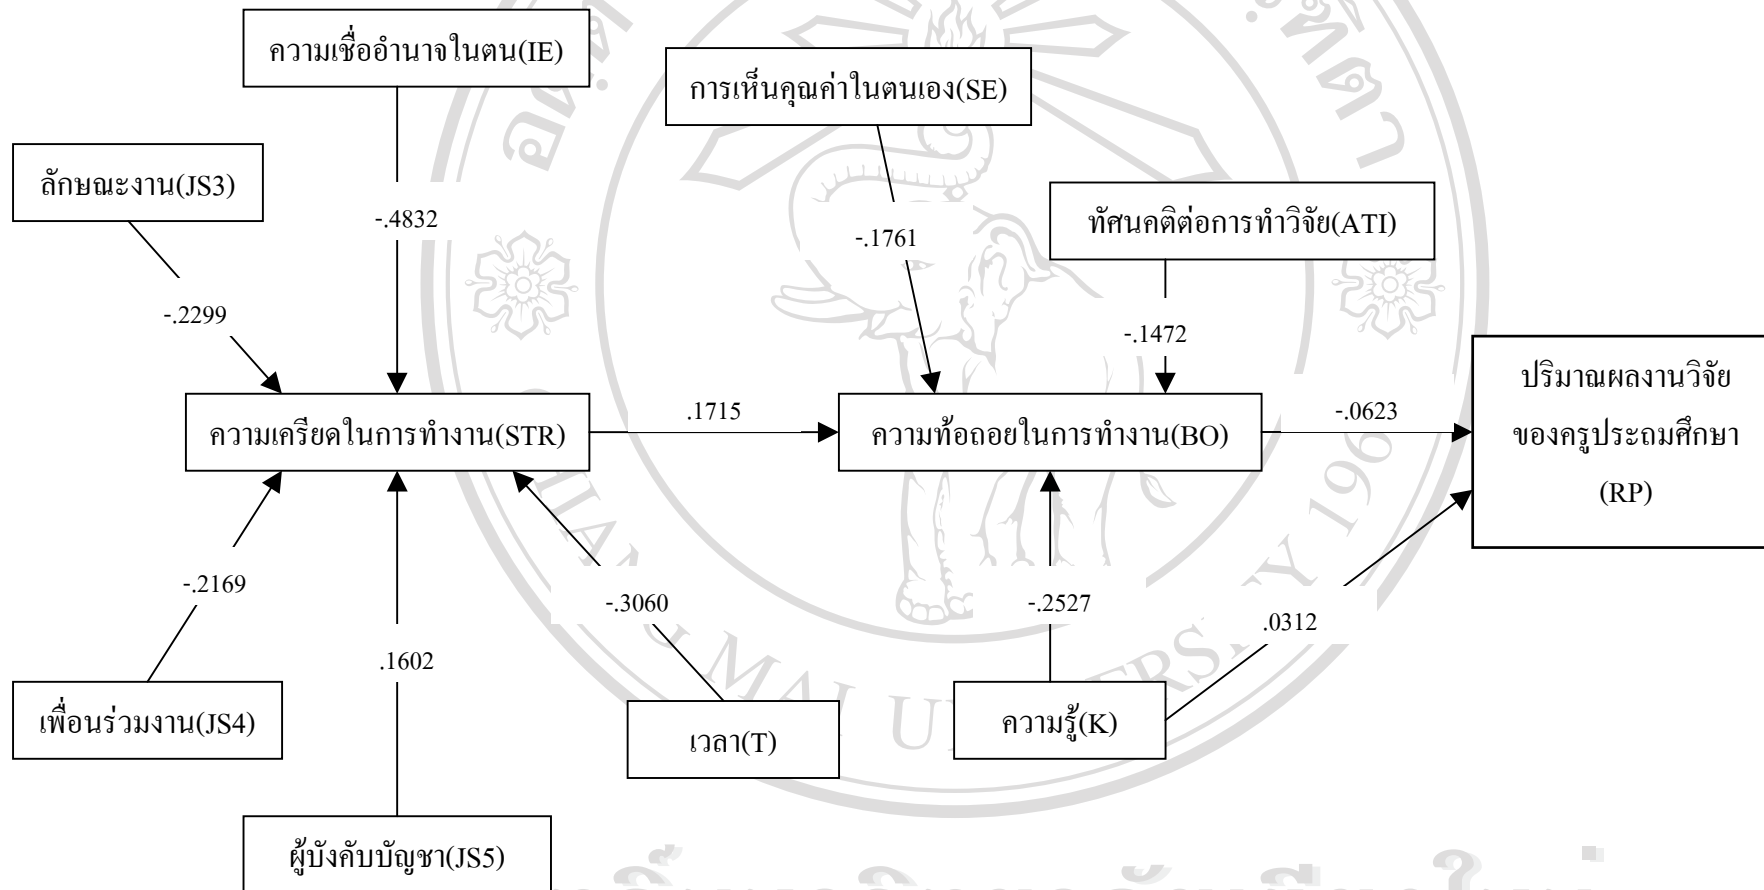 ความเชื่ออำนาจในตน(IE)
การเห็นคุณค่าในตนเอง(SE)
ลักษณะงาน(JS3)
ทัศนคติต่อการทำวิจัย(ATI)
-.4832
-.1761
-.2299
-.1472
ปริมาณผลงานวิจัย
ของครูประถมศึกษา
(RP)
ความเครียดในการทำงาน(STR)
.1715
ความท้อถอยในการทำงาน(BO)
-.0623
-.2169
-.3060
-.2527
.0312
.1602
เพื่อนร่วมงาน(JS4)
เวลา(T)
ความรู้(K)
ผู้บังคับบัญชา(JS5)